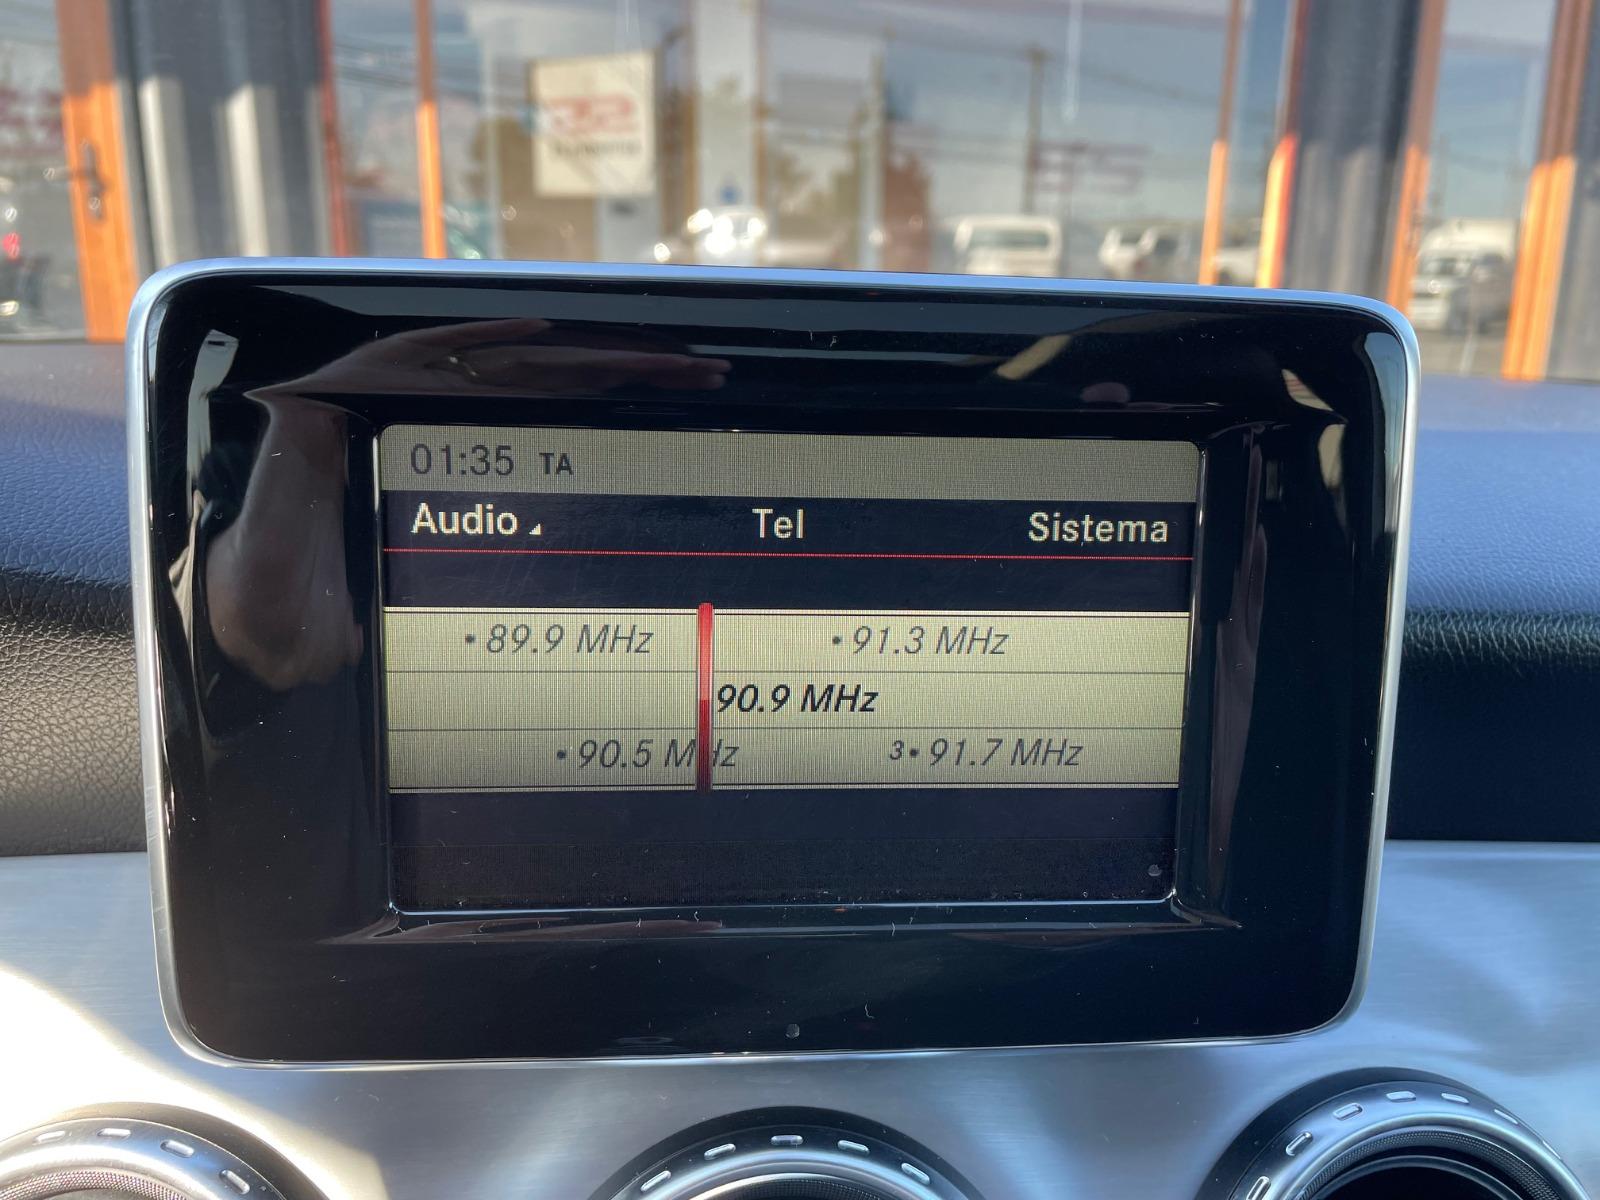 01:35 TA
Audio Tel Sistema
• 89.9 MHz • 91.3 MHz
90.9 MHz
• 90.5 MHz 3• 91.7 MHz